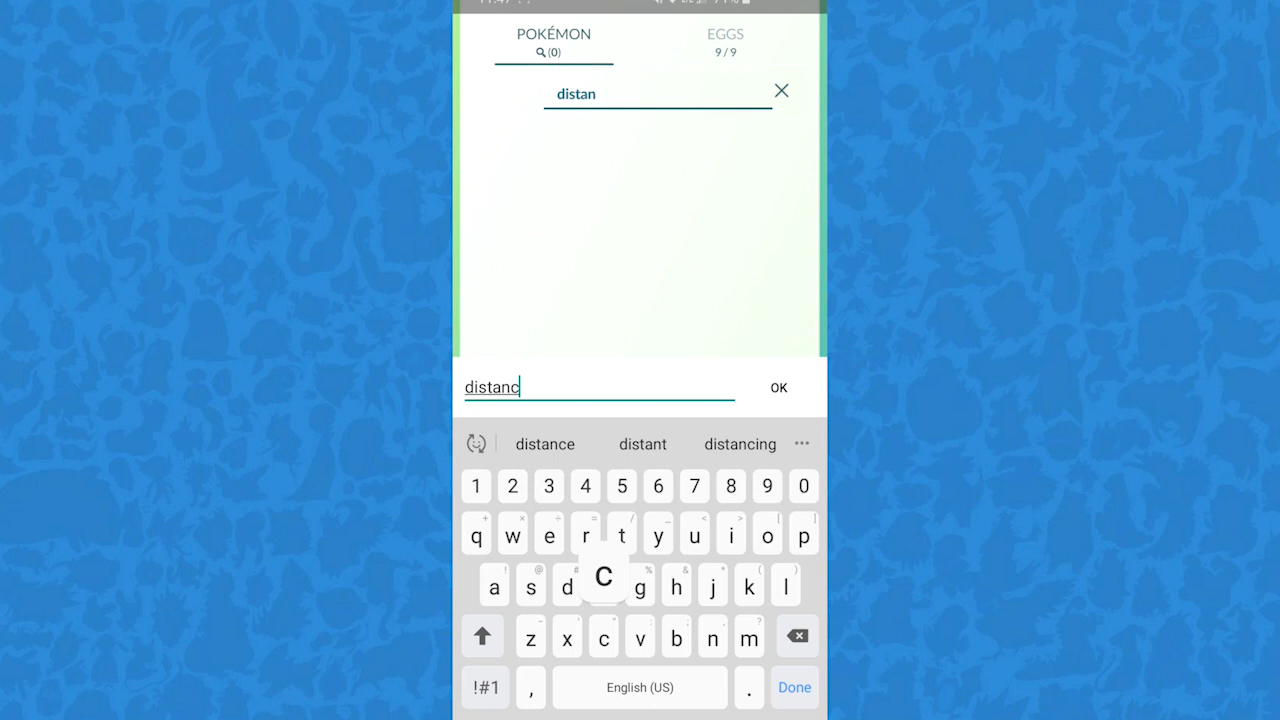 POKÉMON EGGS
(0) 9 / 9
distan
distanc OK
distance distant distancing ...
1 2 3 4 5 6 7 8 9 0
q w e r t y u i o p
a s d c g h j k l
z x c v b n m
!#1 , English (US) . Done